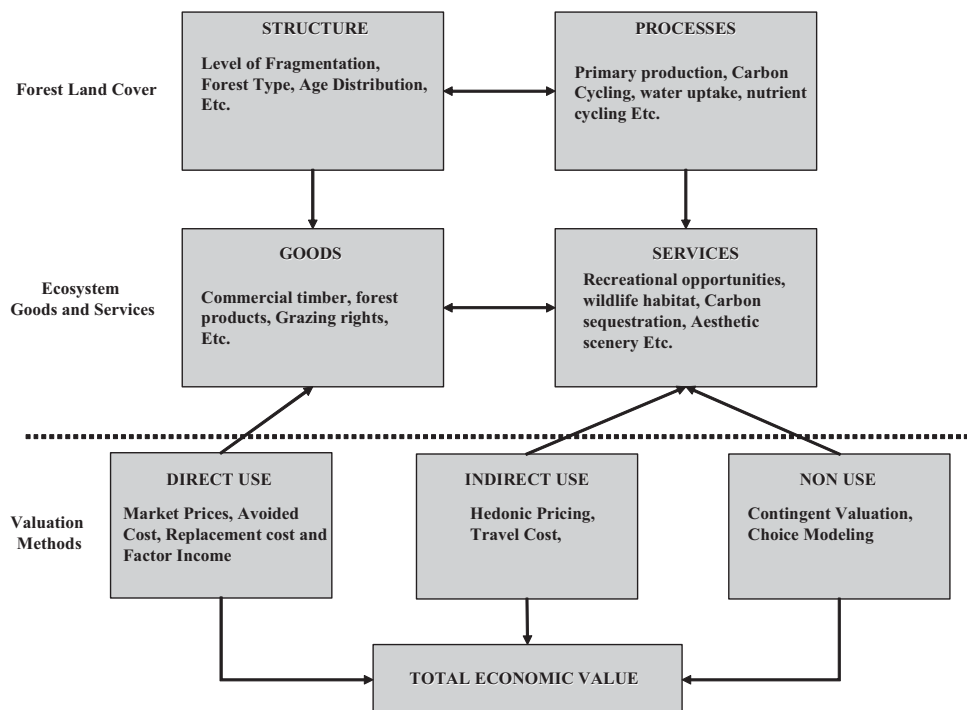 STRUCTURE
Level of Fragmentation,
Forest Type, Age Distribution,
Etc.
PROCESSES
Primary production, Carbon
Cycling, water uptake, nutrient
cycling Etc.
Forest Land Cover
GOODS
Commercial timber, forest
products, Grazing rights,
Etc.
SERVICES
Recreational opportunities,
wildlife habitat, Carbon
sequestration, Aesthetic
scenery Etc.
Ecosystem
Goods and Services
DIRECT USE
Market Prices, Avoided
Cost, Replacement cost and
Factor Income
INDIRECT USE
Hedonic Pricing,
Travel Cost,
NON USE
Contingent Valuation,
Choice Modeling
Valuation
Methods
TOTAL ECONOMIC VALUE